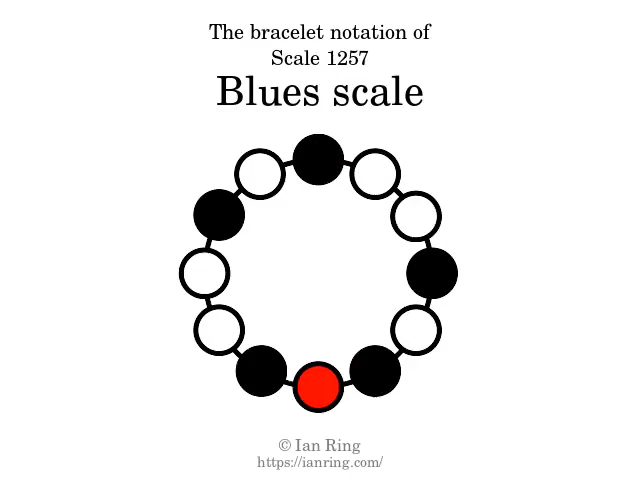 The bracelet notation of
Scale 1257
Blues scale
© Ian Ring
https://ianring.com/